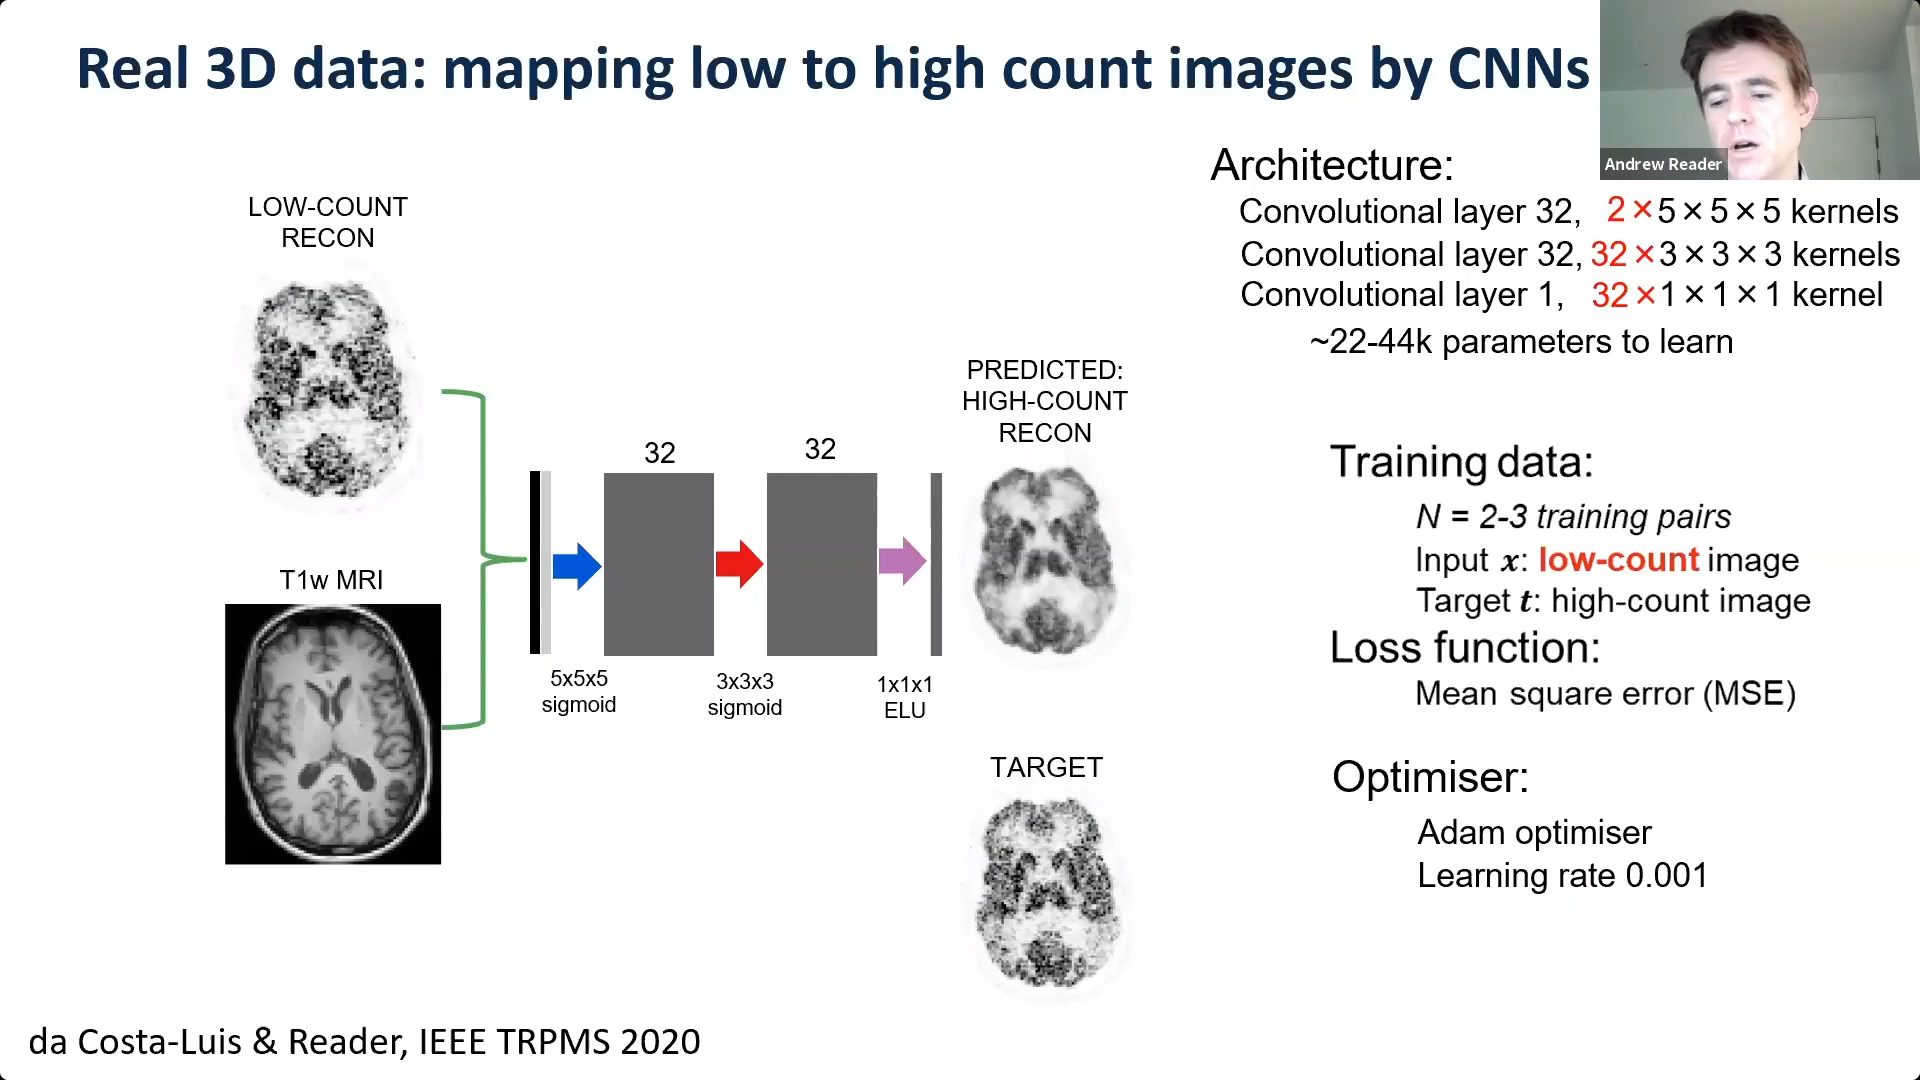 Real 3D data: mapping low to high count images by CNNs
Andrew Reader
Architecture:
Convolutional layer 32, 2×5×5×5 kernels
Convolutional layer 32, 32×3×3×3 kernels
Convolutional layer 1, 32×1×1×1 kernel
~22-44k parameters to learn
LOW-COUNT
RECON
T1w MRI
32
32
5x5x5
sigmoid
3x3x3
sigmoid
1x1x1
ELU
PREDICTED:
HIGH-COUNT
RECON
TARGET
Training data:
N = 2-3 training pairs
Input x: low-count image
Target t: high-count image
Loss function:
Mean square error (MSE)
Optimiser:
Adam optimiser
Learning rate 0.001
da Costa-Luis & Reader, IEEE TRPMS 2020